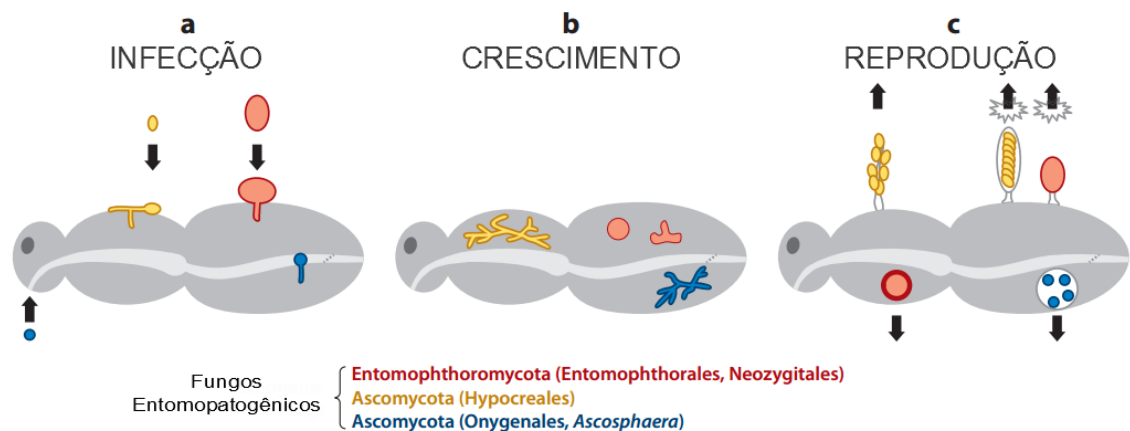 a
INFECÇÃO
b
CRESCIMENTO
c
REPRODUÇÃO
Fungos
Entomopatogênicos
Entomophthoromycota (Entomophthorales, Neozygitales)
Ascomycota (Hypocreales)
Ascomycota (Onygenales, Ascosphaera)